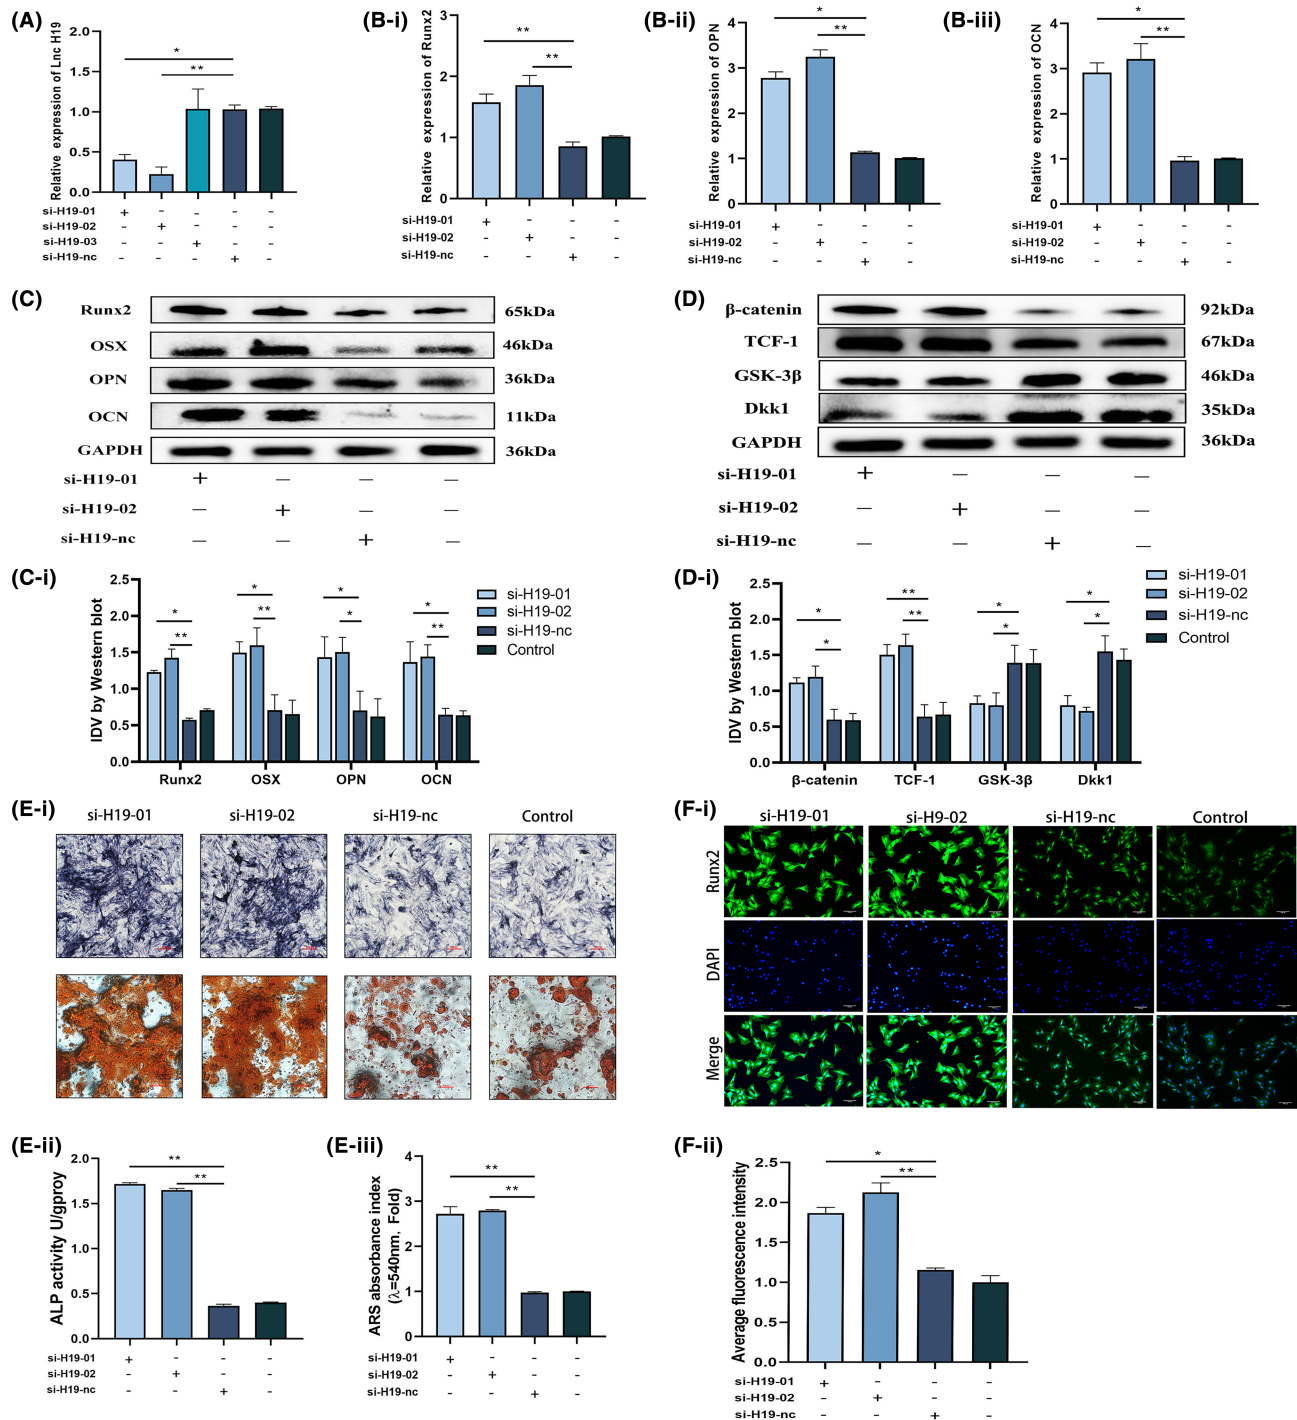 (A)
Relative expression of Lnc H19
2.0
1.5
1.0
0.5
0.0
*
**
si-H19-01 + - - - -
si-H19-02 - + - - -
si-H19-03 - - + - -
si-H19-nc - - - + -
(B-i)
Relative expression of Runx2
3
2
1
0
**
**
si-H19-01 + - - -
si-H19-02 - + - -
si-H19-nc - - + -
(B-ii)
Relative expression of OPN
4
3
2
1
0
*
**
si-H19-01 + - - -
si-H19-02 - + - -
si-H19-nc - - + -
(B-iii)
Relative expression of OCN
4
3
2
1
0
*
**
si-H19-01 + - - -
si-H19-02 - + - -
si-H19-nc - - + -
(C)
Runx2 65kDa
OSX 46kDa
OPN 36kDa
OCN 11kDa
GAPDH 36kDa
si-H19-01 + — — —
si-H19-02 — + — —
si-H19-nc — — + —
(D)
β-catenin 92kDa
TCF-1 67kDa
GSK-3β 46kDa
Dkk1 35kDa
GAPDH 36kDa
si-H19-01 + — — —
si-H19-02 — + — —
si-H19-nc — — + —
(C-i)
IDV by Western blot
2.5
2.0
1.5
1.0
0.5
0.0
* ** * ** * * * **
Runx2 OSX OPN OCN
si-H19-01
si-H19-02
si-H19-nc
Control
(D-i)
IDV by Western blot
2.5
2.0
1.5
1.0
0.5
0.0
* * ** ** * * * *
β-catenin TCF-1 GSK-3β Dkk1
si-H19-01
si-H19-02
si-H19-nc
Control
(E-i)
si-H19-01 si-H19-02 si-H19-nc Control
(F-i)
si-H19-01 si-H9-02 si-H19-nc Control
Runx2
DAPI
Merge
(E-ii)
ALP activity U/gproy
2.0
1.5
1.0
0.5
0.0
**
**
si-H19-01 + - - -
si-H19-02 - + - -
si-H19-nc - - + -
(E-iii)
ARS absorbance index
(λ=540nm, Fold)
4
3
2
1
0
**
**
si-H19-01 + - - -
si-H19-02 - + - -
si-H19-nc - - + -
(F-ii)
Average fluorescence intensity
2.5
2.0
1.5
1.0
0.5
0.0
*
**
si-H19-01 + - - -
si-H19-02 - + - -
si-H19-nc - - + -